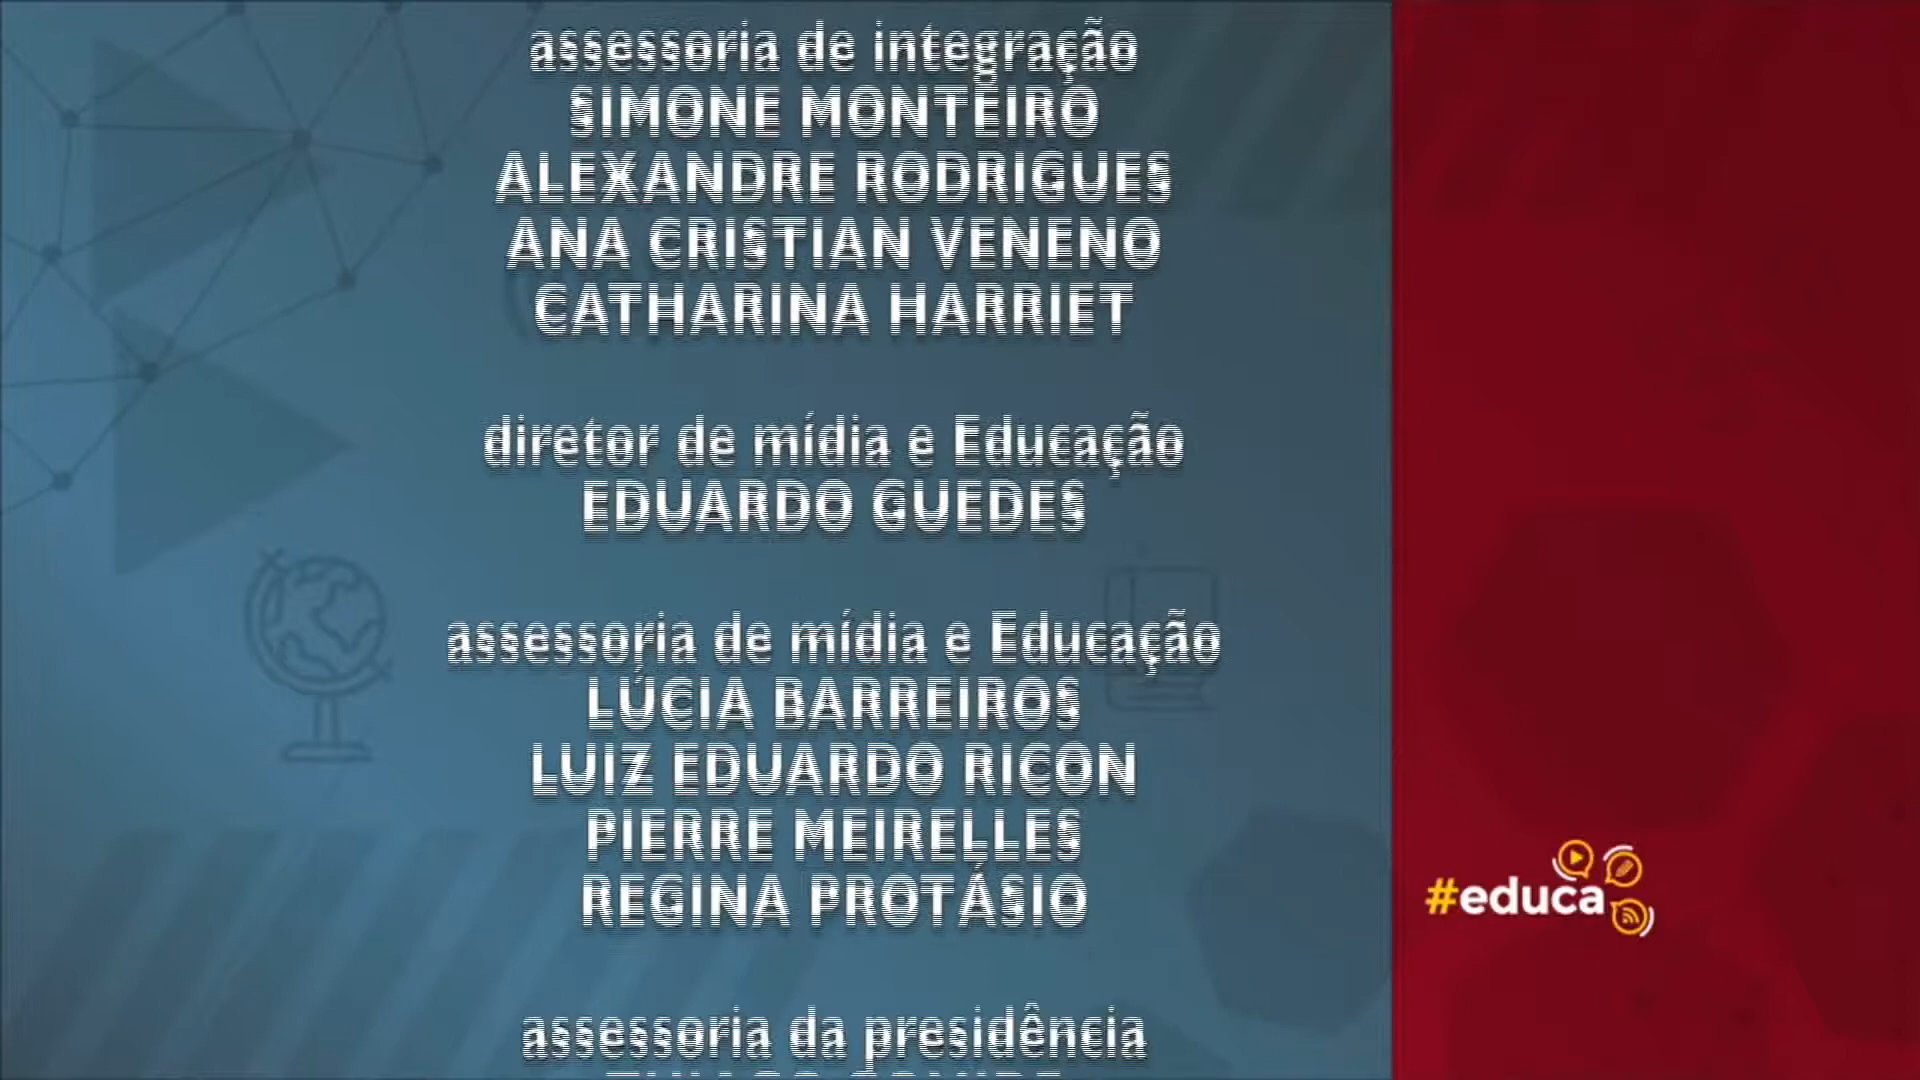 assessoria de integração
SIMONE MONTEIRO
ALEXANDRE RODRIGUES
ANA CRISTIAN VENENO
CATHARINA HARRIET
diretor de mídia e Educação
EDUARDO GUEDES
assessoria de mídia e Educação
LÚCIA BARREIROS
LUIZ EDUARDO RICON
PIERRE MEIRELLES
REGINA PROTÁSIO
assessoria da presidência
#educa